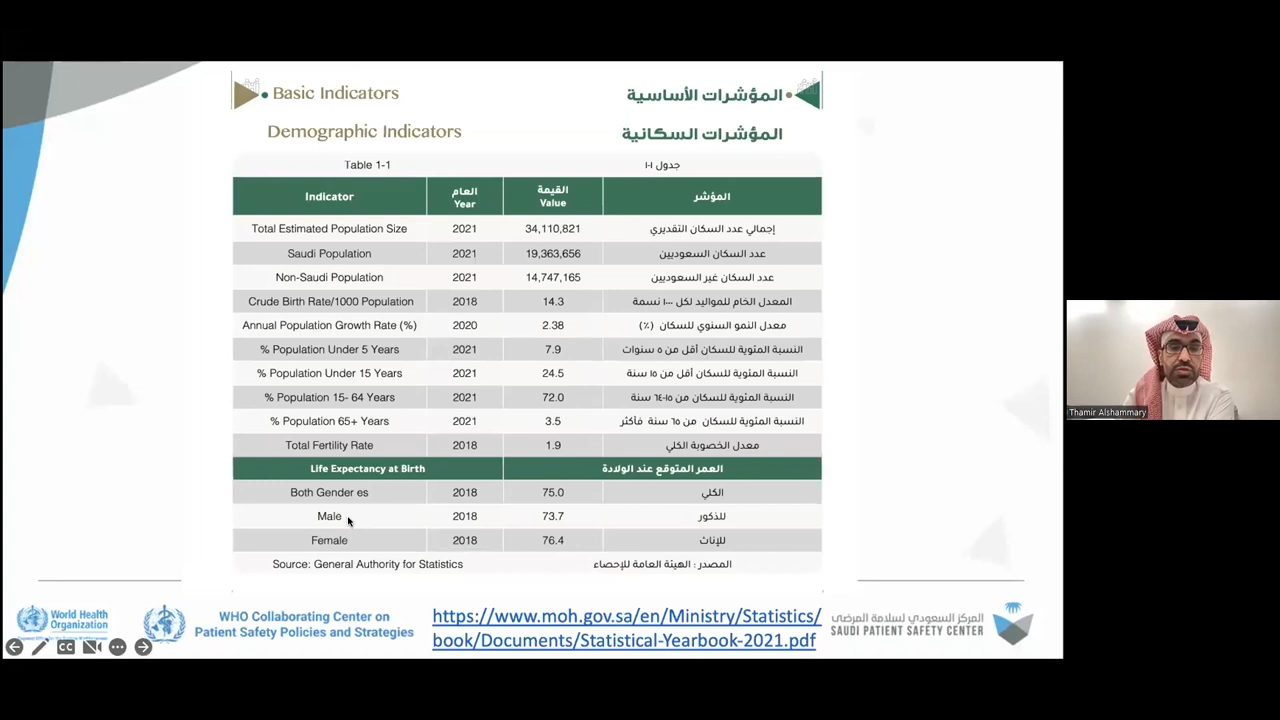 Basic Indicators
المؤشرات الأساسية
Demographic Indicators
المؤشرات السكانية
Table 1-1
جدول ١-١
Indicator العام القيمة المؤشر
Year Value
Total Estimated Population Size 2021 34,110,821 إجمالي عدد السكان التقديري
Saudi Population 2021 19,363,656 عدد السكان السعوديين
Non-Saudi Population 2021 14,747,165 عدد السكان غير السعوديين
Crude Birth Rate/1000 Population 2018 14.3 المعدل الخام للمواليد لكل ١٠٠٠ نسمة
Annual Population Growth Rate (%) 2020 2.38 معدل النمو السنوي للسكان (٪)
% Population Under 5 Years 2021 7.9 النسبة المئوية للسكان أقل من ٥ سنوات
% Population Under 15 Years 2021 24.5 النسبة المئوية للسكان أقل من ١٥ سنة
% Population 15- 64 Years 2021 72.0 النسبة المئوية للسكان من ١٥-٦٤ سنة
% Population 65+ Years 2021 3.5 النسبة المئوية للسكان من ٦٥ سنة فأكثر
Total Fertility Rate 2018 1.9 معدل الخصوبة الكلي
Life Expectancy at Birth العمر المتوقع عند الولادة
Both Gender es 2018 75.0 الكلي
Male 2018 73.7 للذكور
Female 2018 76.4 للإناث
Source: General Authority for Statistics المصدر : الهيئة العامة للإحصاء
Thamir Alshammary
World Health
Organization
WHO Collaborating Center on
Patient Safety Policies and Strategies
https://www.moh.gov.sa/en/Ministry/Statistics/
book/Documents/Statistical-Yearbook-2021.pdf
المركز السعودي لسلامة المرضى
SAUDI PATIENT SAFETY CENTER
CC